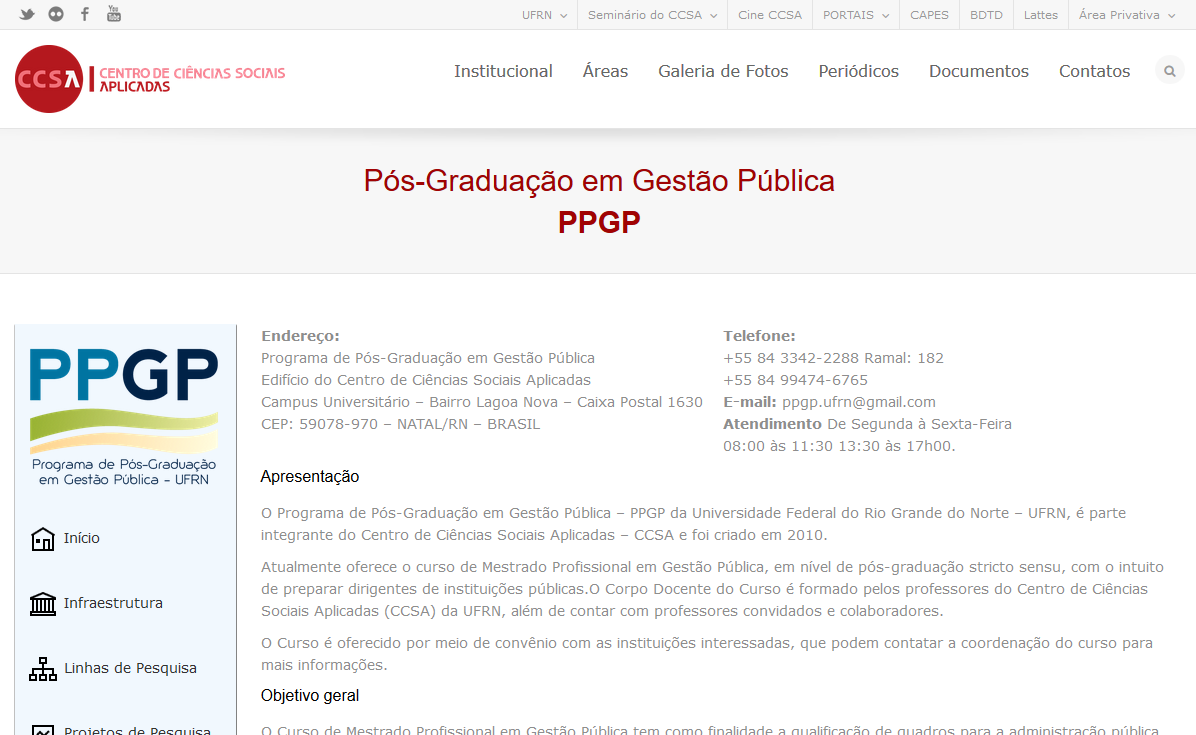 You Tube
UFRN
Seminário do CCSA
Cine CCSA
PORTAIS
CAPES
BDTD
Lattes
Área Privativa
CCSA
CENTRO DE CIÊNCIAS SOCIAIS
APLICADAS
Institucional
Áreas
Galeria de Fotos
Periódicos
Documentos
Contatos
Pós-Graduação em Gestão Pública
PPGP
PPGP
Programa de Pós-Graduação
em Gestão Pública - UFRN
Início
Infraestrutura
Linhas de Pesquisa
Projetos de Pesquisa
Endereço:
Programa de Pós-Graduação em Gestão Pública
Edifício do Centro de Ciências Sociais Aplicadas
Campus Universitário – Bairro Lagoa Nova – Caixa Postal 1630
CEP: 59078-970 – NATAL/RN – BRASIL
Telefone:
+55 84 3342-2288 Ramal: 182
+55 84 99474-6765
E-mail: ppgp.ufrn@gmail.com
Atendimento De Segunda à Sexta-Feira
08:00 às 11:30 13:30 às 17h00.
Apresentação
O Programa de Pós-Graduação em Gestão Pública – PPGP da Universidade Federal do Rio Grande do Norte – UFRN, é parte
integrante do Centro de Ciências Sociais Aplicadas – CCSA e foi criado em 2010.
Atualmente oferece o curso de Mestrado Profissional em Gestão Pública, em nível de pós-graduação stricto sensu, com o intuito
de preparar dirigentes de instituições públicas.O Corpo Docente do Curso é formado pelos professores do Centro de Ciências
Sociais Aplicadas (CCSA) da UFRN, além de contar com professores convidados e colaboradores.
O Curso é oferecido por meio de convênio com as instituições interessadas, que podem contatar a coordenação do curso para
mais informações.
Objetivo geral
O Curso de Mestrado Profissional em Gestão Pública tem como finalidade a qualificação de quadros para a administração pública,